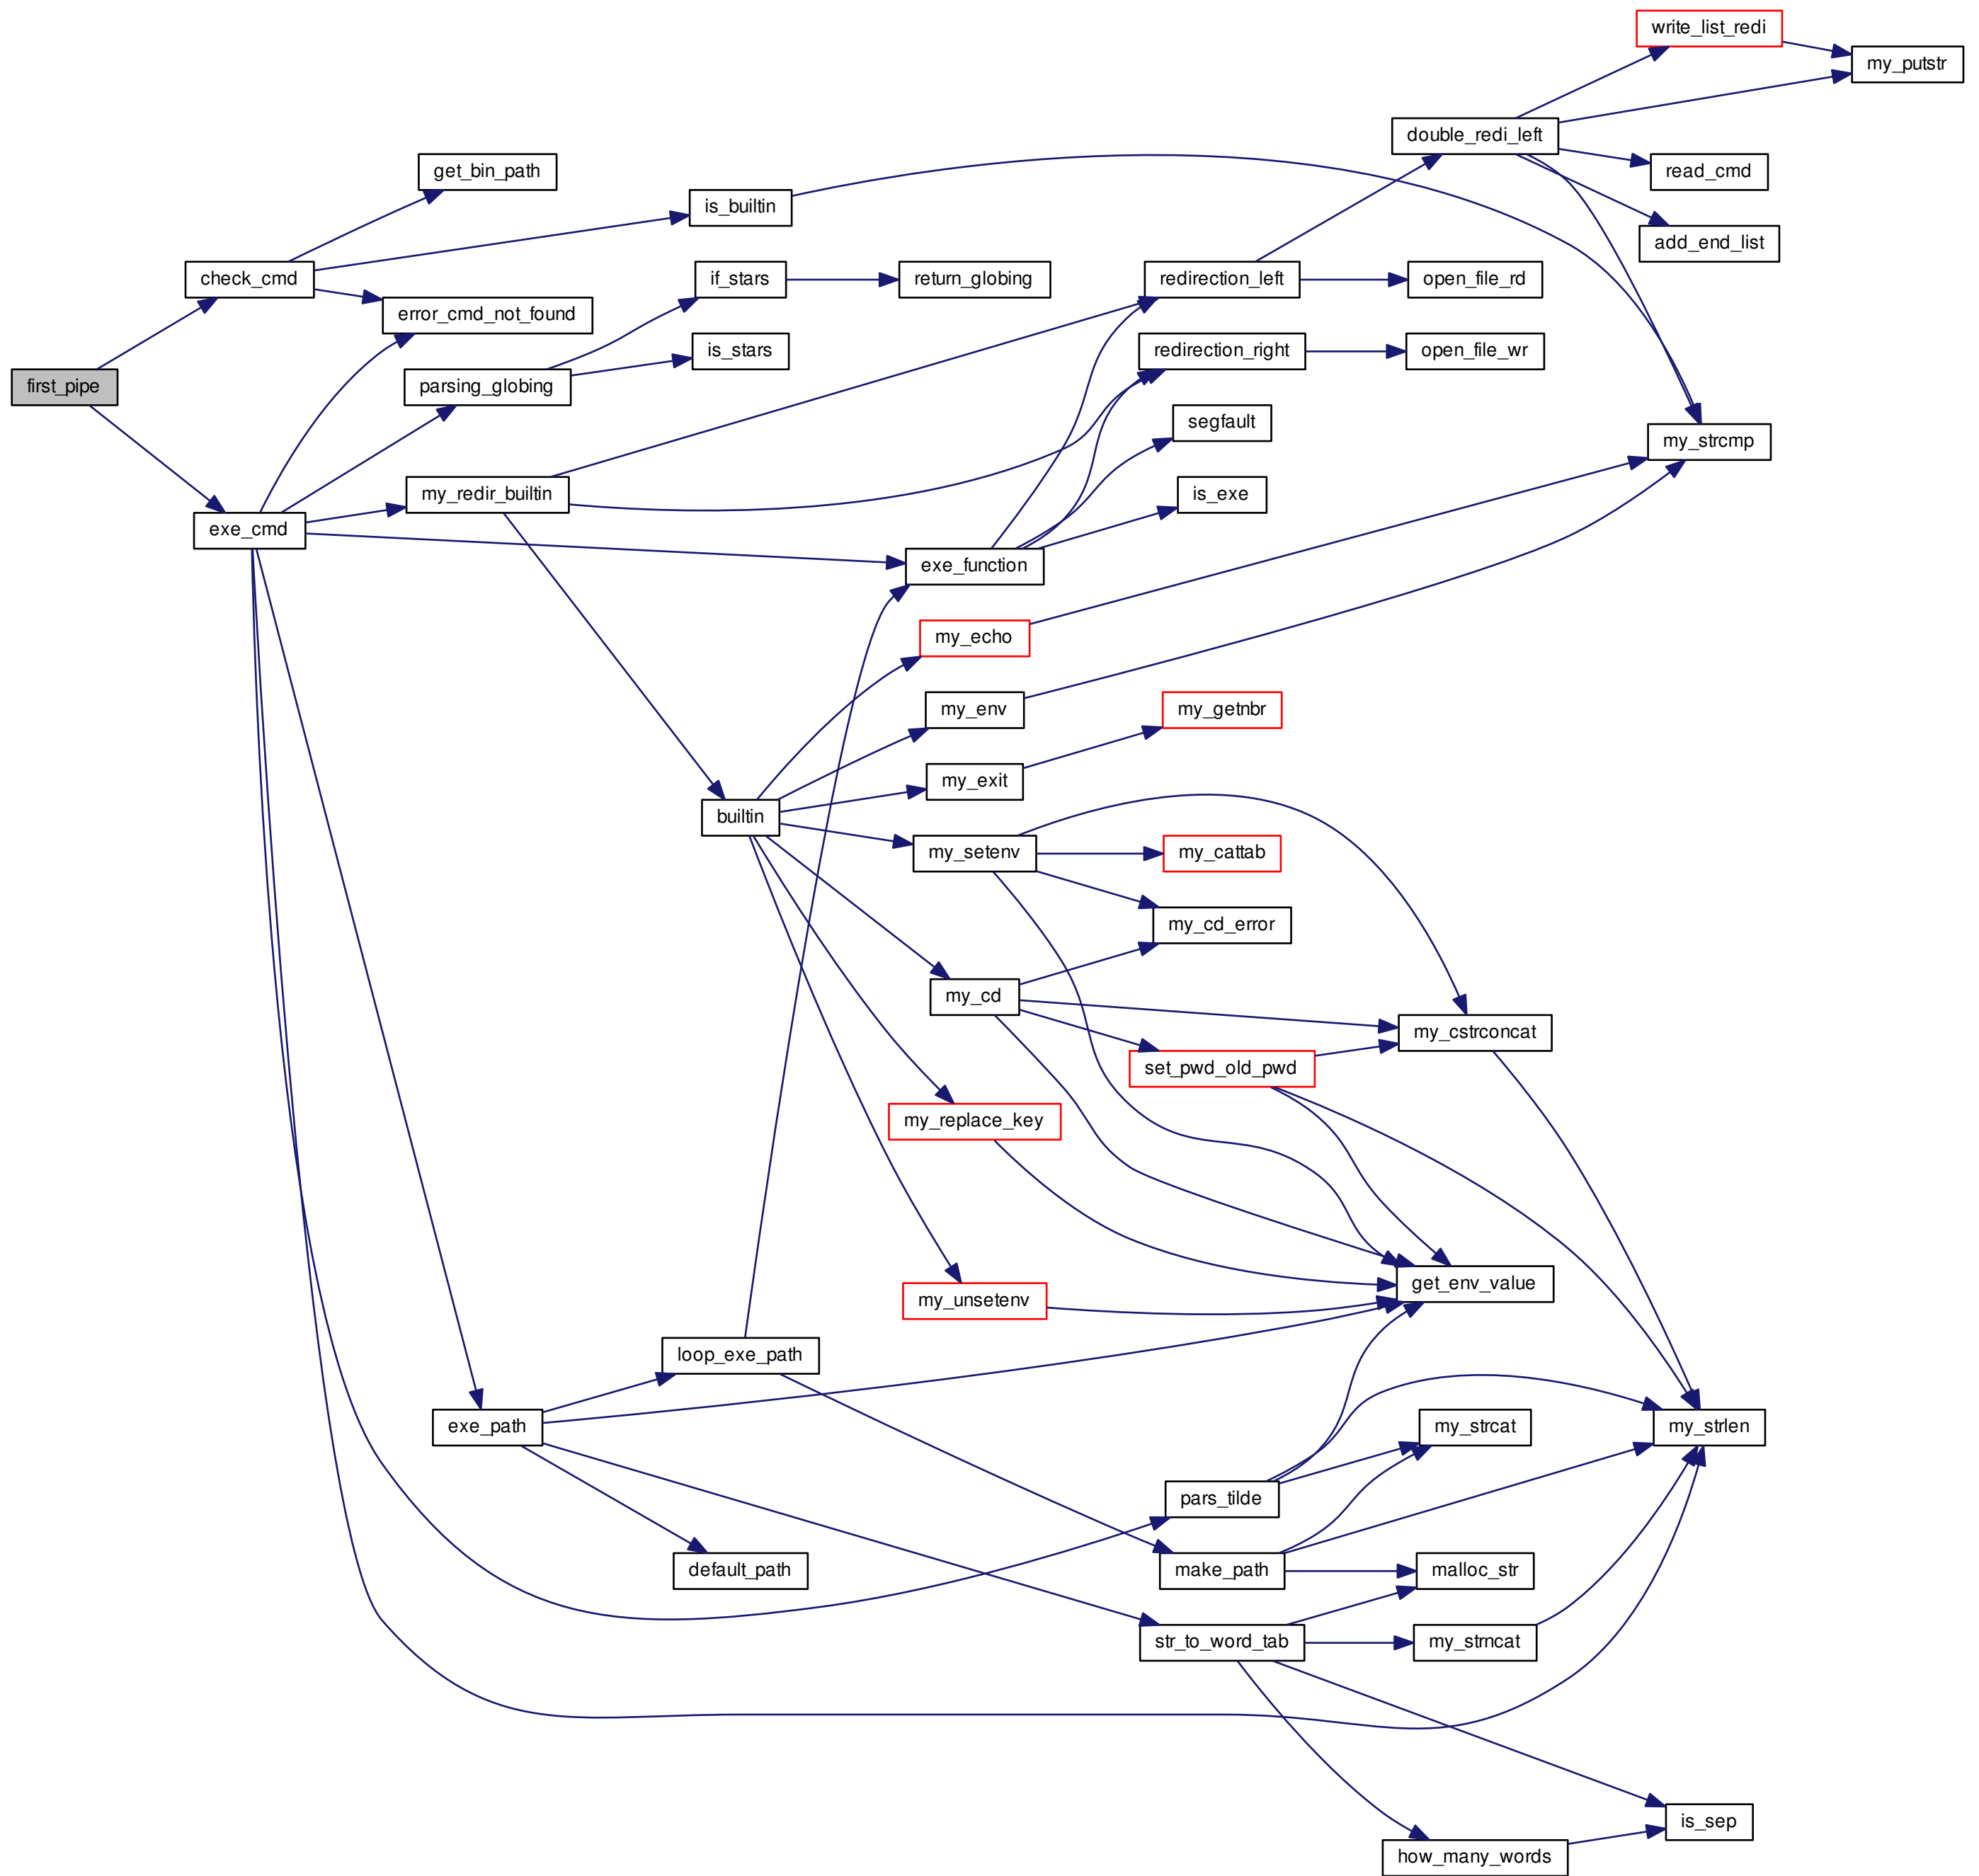 write_list_redi
my_putstr
double_redi_left
get_bin_path
read_cmd
is_builtin
add_end_list
check_cmd
if_stars
return_globing
redirection_left
open_file_rd
error_cmd_not_found
is_stars
redirection_right
open_file_wr
first_pipe
parsing_globing
segfault
my_strcmp
my_redir_builtin
is_exe
exe_cmd
exe_function
my_echo
my_env
my_getnbr
my_exit
builtin
my_setenv
my_cattab
my_cd_error
my_cd
my_cstrconcat
set_pwd_old_pwd
my_replace_key
get_env_value
my_unsetenv
loop_exe_path
exe_path
my_strcat
my_strlen
pars_tilde
default_path
make_path
malloc_str
str_to_word_tab
my_strncat
is_sep
how_many_words